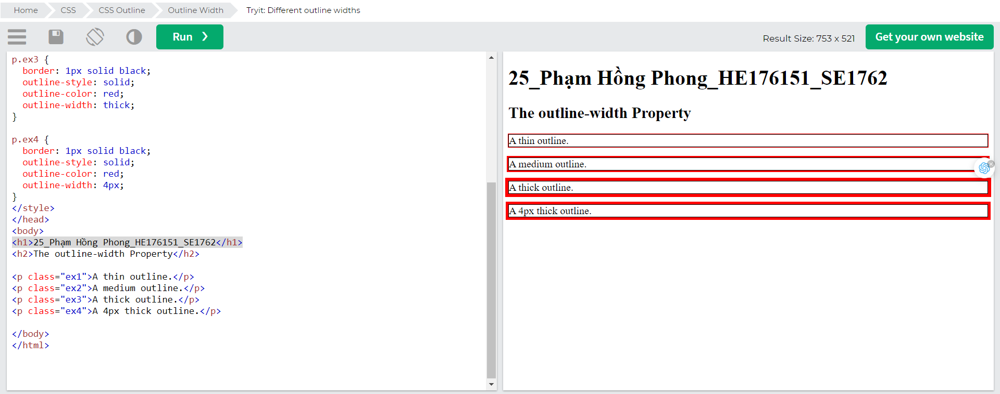 Home CSS CSS Outline Outline Width Tryit: Different outline widths
Run ❯ Result Size: 753 x 521 Get your own website
p.ex3 {
  border: 1px solid black;
  outline-style: solid;
  outline-color: red;
  outline-width: thick;
}
p.ex4 {
  border: 1px solid black;
  outline-style: solid;
  outline-color: red;
  outline-width: 4px;
}
</style>
</head>
<body>
<h1>25_Phạm Hồng Phong_HE176151_SE1762</h1>
<h2>The outline-width Property</h2>
<p class="ex1">A thin outline.</p>
<p class="ex2">A medium outline.</p>
<p class="ex3">A thick outline.</p>
<p class="ex4">A 4px thick outline.</p>
</body>
</html>
25_Phạm Hồng Phong_HE176151_SE1762
The outline-width Property
A thin outline.
A medium outline.
A thick outline.
A 4px thick outline.